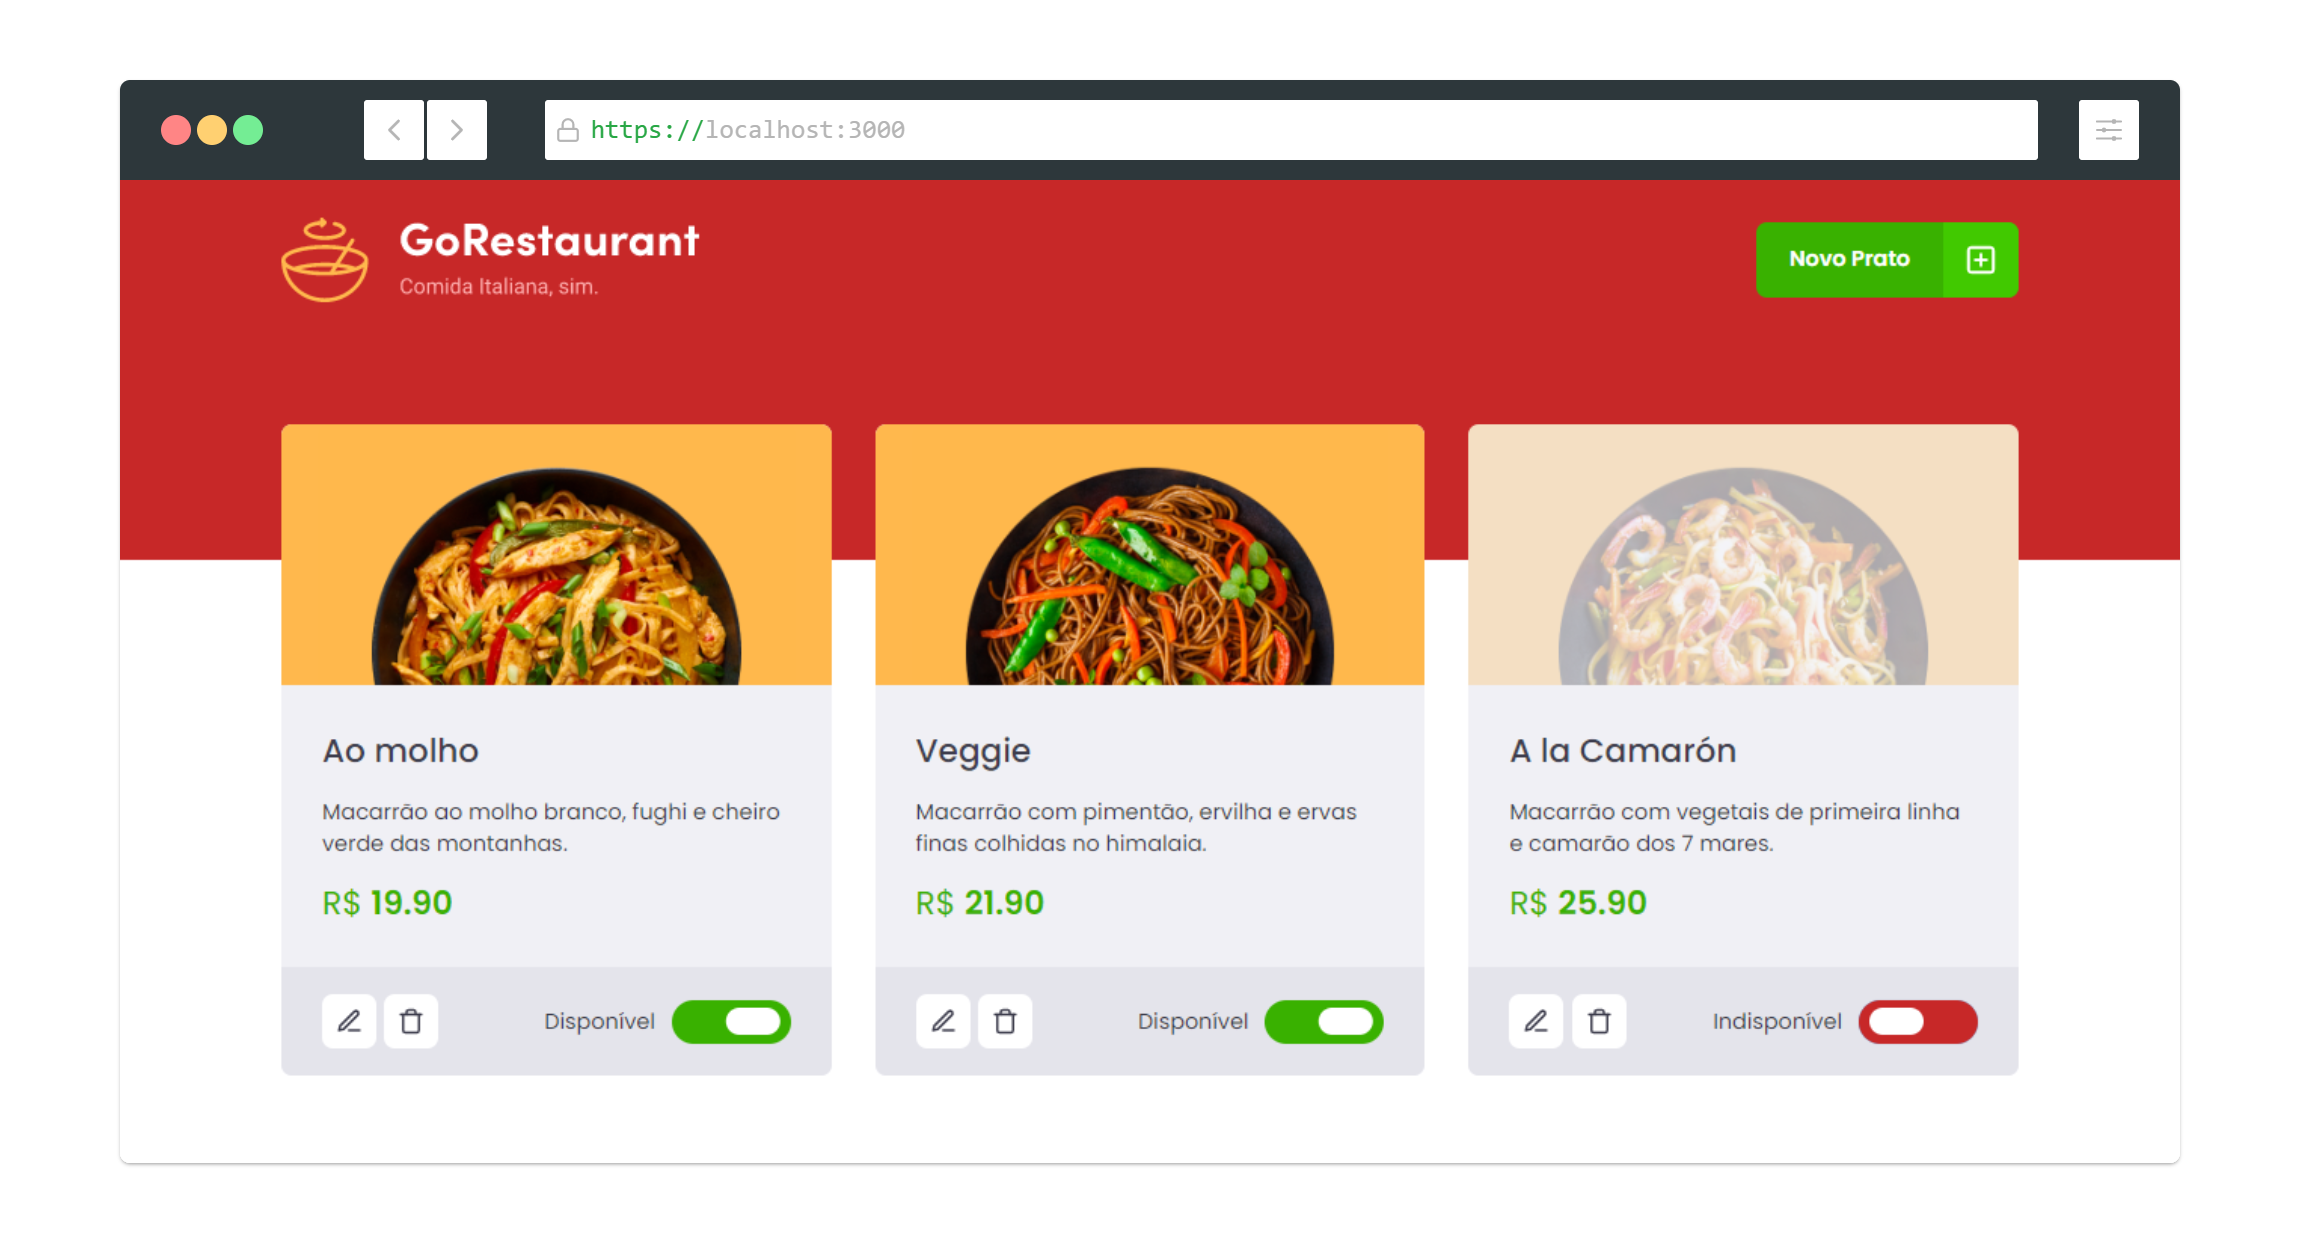 https://localhost:3000
GoRestaurant
Comida Italiana, sim.
Novo Prato
Ao molho
Macarrão ao molho branco, fughi e cheiro
verde das montanhas.
R$ 19.90
Disponível
Veggie
Macarrão com pimentão, ervilha e ervas
finas colhidas no himalaia.
R$ 21.90
Disponível
A la Camarón
Macarrão com vegetais de primeira linha
e camarão dos 7 mares.
R$ 25.90
Indisponível